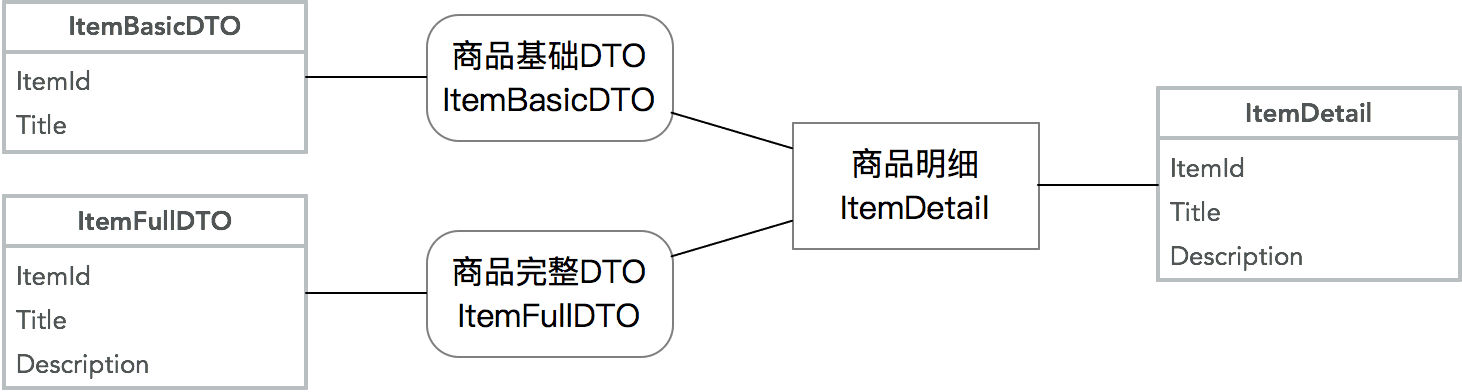 ItemBasicDTO
ItemId
Title
商品基础DTO
ItemBasicDTO
ItemFullDTO
ItemId
Title
Description
商品完整DTO
ItemFullDTO
商品明细
ItemDetail
ItemDetail
ItemId
Title
Description